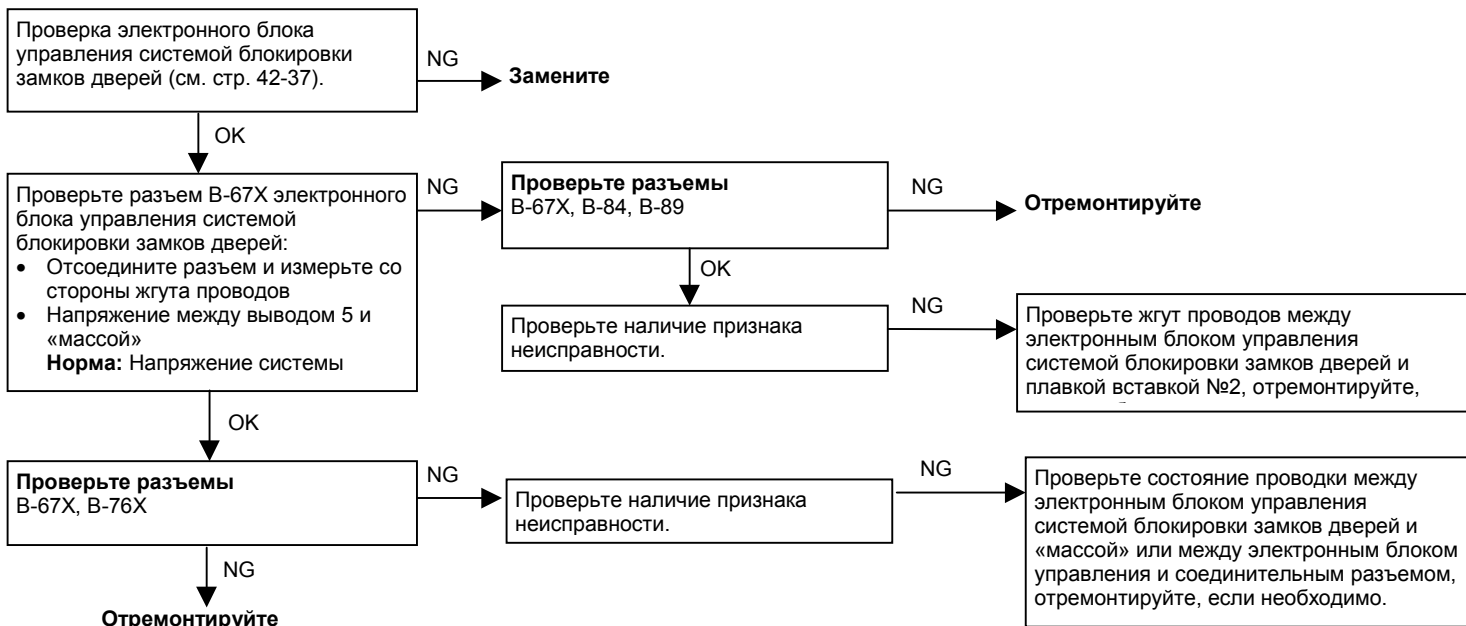 Проверка электронного блока
управления системой блокировки
замков дверей (см. стр. 42-37).
NG
Замените
OK
Проверьте разъем B-67X электронного
блока управления системой
блокировки замков дверей:
• Отсоедините разъем и измерьте со
стороны жгута проводов
• Напряжение между выводом 5 и
«массой»
Норма: Напряжение системы
NG
Проверьте разъемы
B-67X, B-84, B-89
NG
Отремонтируйте
OK
Проверьте наличие признака
неисправности.
NG
Проверьте жгут проводов между
электронным блоком управления
системой блокировки замков дверей и
плавкой вставкой №2, отремонтируйте,
OK
Проверьте разъемы
B-67X, B-76X
NG
Проверьте наличие признака
неисправности.
NG
Проверьте состояние проводки между
электронным блоком управления
системой блокировки замков дверей и
«массой» или между электронным блоком
управления и соединительным разъемом,
отремонтируйте, если необходимо.
NG
Отремонтируйте